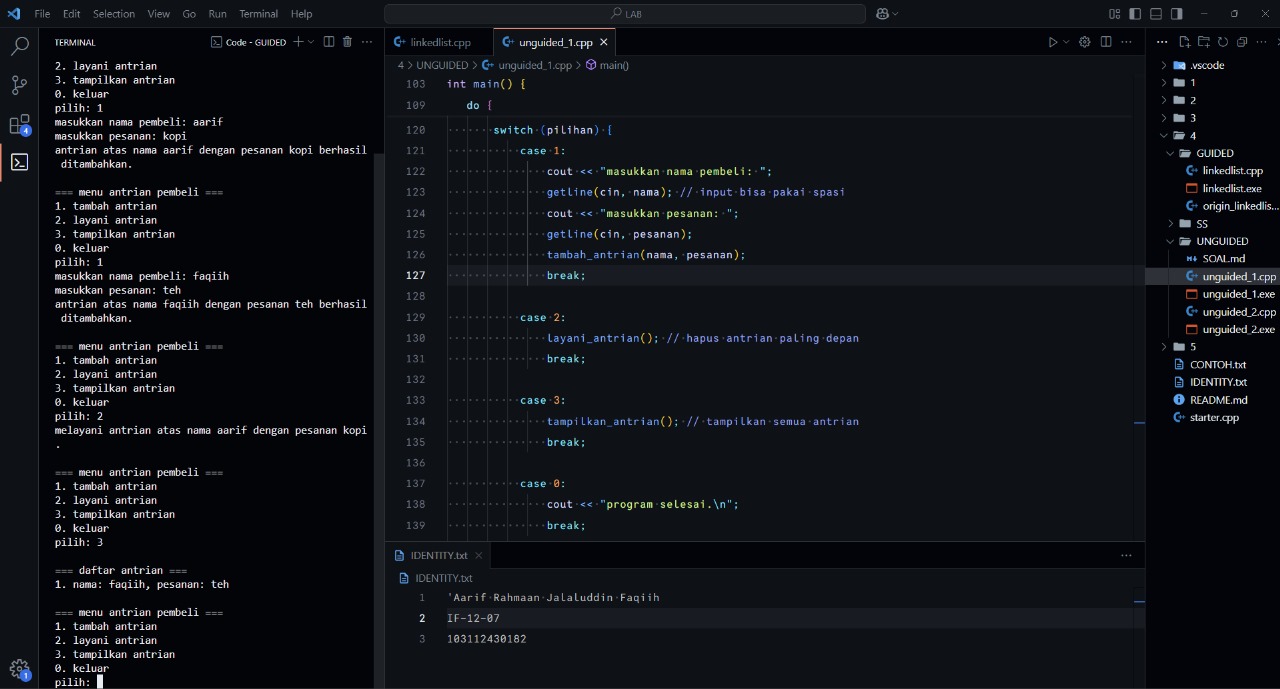 File Edit Selection View Go Run Terminal Help
LAB
TERMINAL
Code - GUIDED
2. layani antrian
3. tampilkan antrian
0. keluar
pilih: 1
masukkan nama pembeli: aarif
masukkan pesanan: kopi
antrian atas nama aarif dengan pesanan kopi berhasil
ditambahkan.
=== menu antrian pembeli ===
1. tambah antrian
2. layani antrian
3. tampilkan antrian
0. keluar
pilih: 1
masukkan nama pembeli: faqiih
masukkan pesanan: teh
antrian atas nama faqiih dengan pesanan teh berhasil
ditambahkan.
=== menu antrian pembeli ===
1. tambah antrian
2. layani antrian
3. tampilkan antrian
0. keluar
pilih: 2
melayani antrian atas nama aarif dengan pesanan kopi
.
=== menu antrian pembeli ===
1. tambah antrian
2. layani antrian
3. tampilkan antrian
0. keluar
pilih: 3
=== daftar antrian ===
1. nama: faqiih, pesanan: teh
=== menu antrian pembeli ===
1. tambah antrian
2. layani antrian
3. tampilkan antrian
0. keluar
pilih:
4
1
linkedlist.cpp
unguided_1.cpp
4 > UNGUIDED > unguided_1.cpp > main()
103 int main() {
109 do {
120 switch (pilihan) {
121 case 1:
122 cout << "masukkan nama pembeli: ";
123 getline(cin, nama); // input bisa pakai spasi
124 cout << "masukkan pesanan: ";
125 getline(cin, pesanan);
126 tambah_antrian(nama, pesanan);
127 break;
128
129 case 2:
130 layani_antrian(); // hapus antrian paling depan
131 break;
132
133 case 3:
134 tampilkan_antrian(); // tampilkan semua antrian
135 break;
136
137 case 0:
138 cout << "program selesai.\n";
139 break;
IDENTITY.txt
IDENTITY.txt
1 'Aarif Rahmaan Jalaluddin Faqiih
2 IF-12-07
3 103112430182
.vscode
1
2
3
4
GUIDED
linkedlist.cpp
linkedlist.exe
origin_linkedlis...
SS
UNGUIDED
SOAL.md
unguided_1.cpp
unguided_1.exe
unguided_2.cpp
unguided_2.exe
5
CONTOH.txt
IDENTITY.txt
README.md
starter.cpp